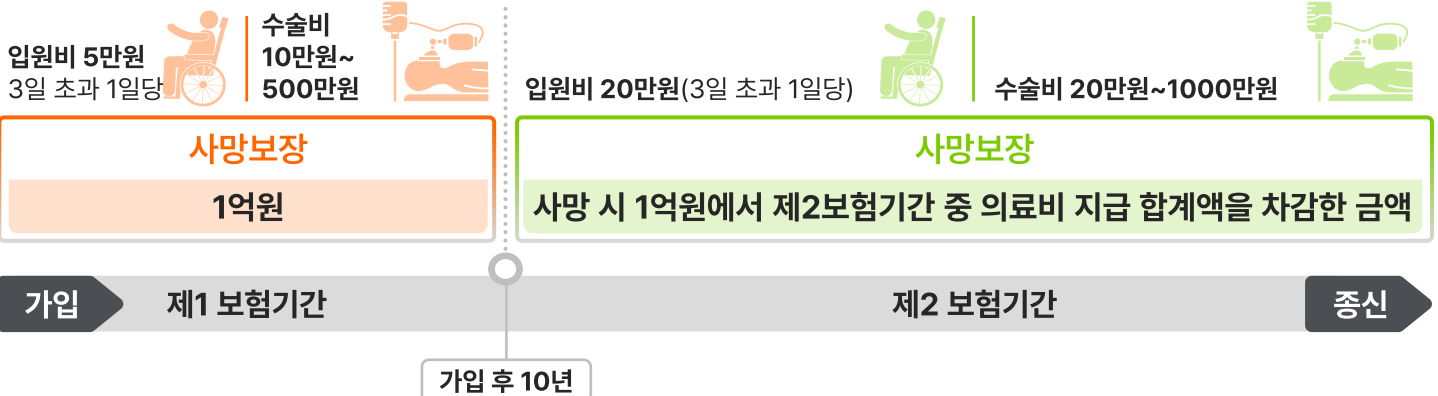 입원비 5만원
3일 초과 1일당
수술비
10만원~
500만원
입원비 20만원(3일 초과 1일당)
수술비 20만원~1000만원
사망보장
1억원
사망보장
사망 시 1억원에서 제2보험기간 중 의료비 지급 합계액을 차감한 금액
가입
제1 보험기간
제2 보험기간
종신
가입 후 10년